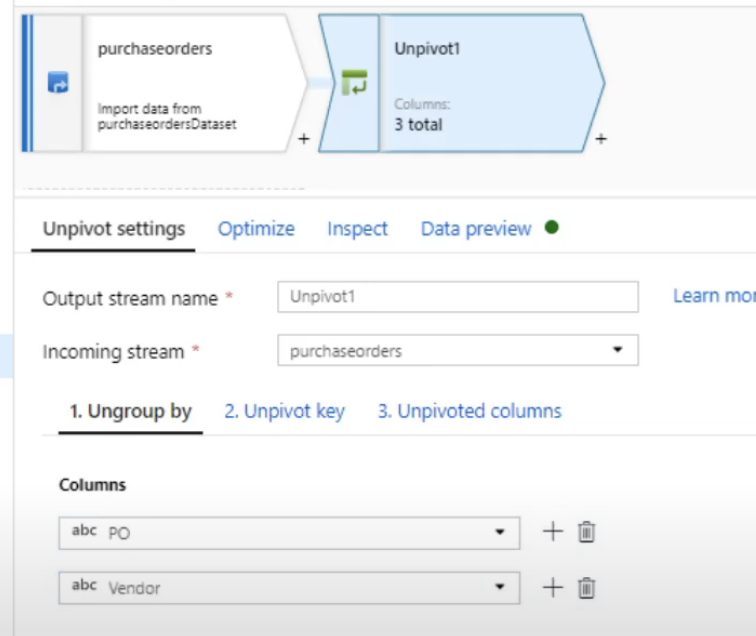 purchaseorders
Import data from
purchaseordersDataset
+
Unpivot1
Columns:
3 total
+
Unpivot settings
Optimize
Inspect
Data preview
Output stream name *
Unpivot1
Learn mor
Incoming stream *
purchaseorders
1. Ungroup by
2. Unpivot key
3. Unpivoted columns
Columns
abc PO
abc Vendor